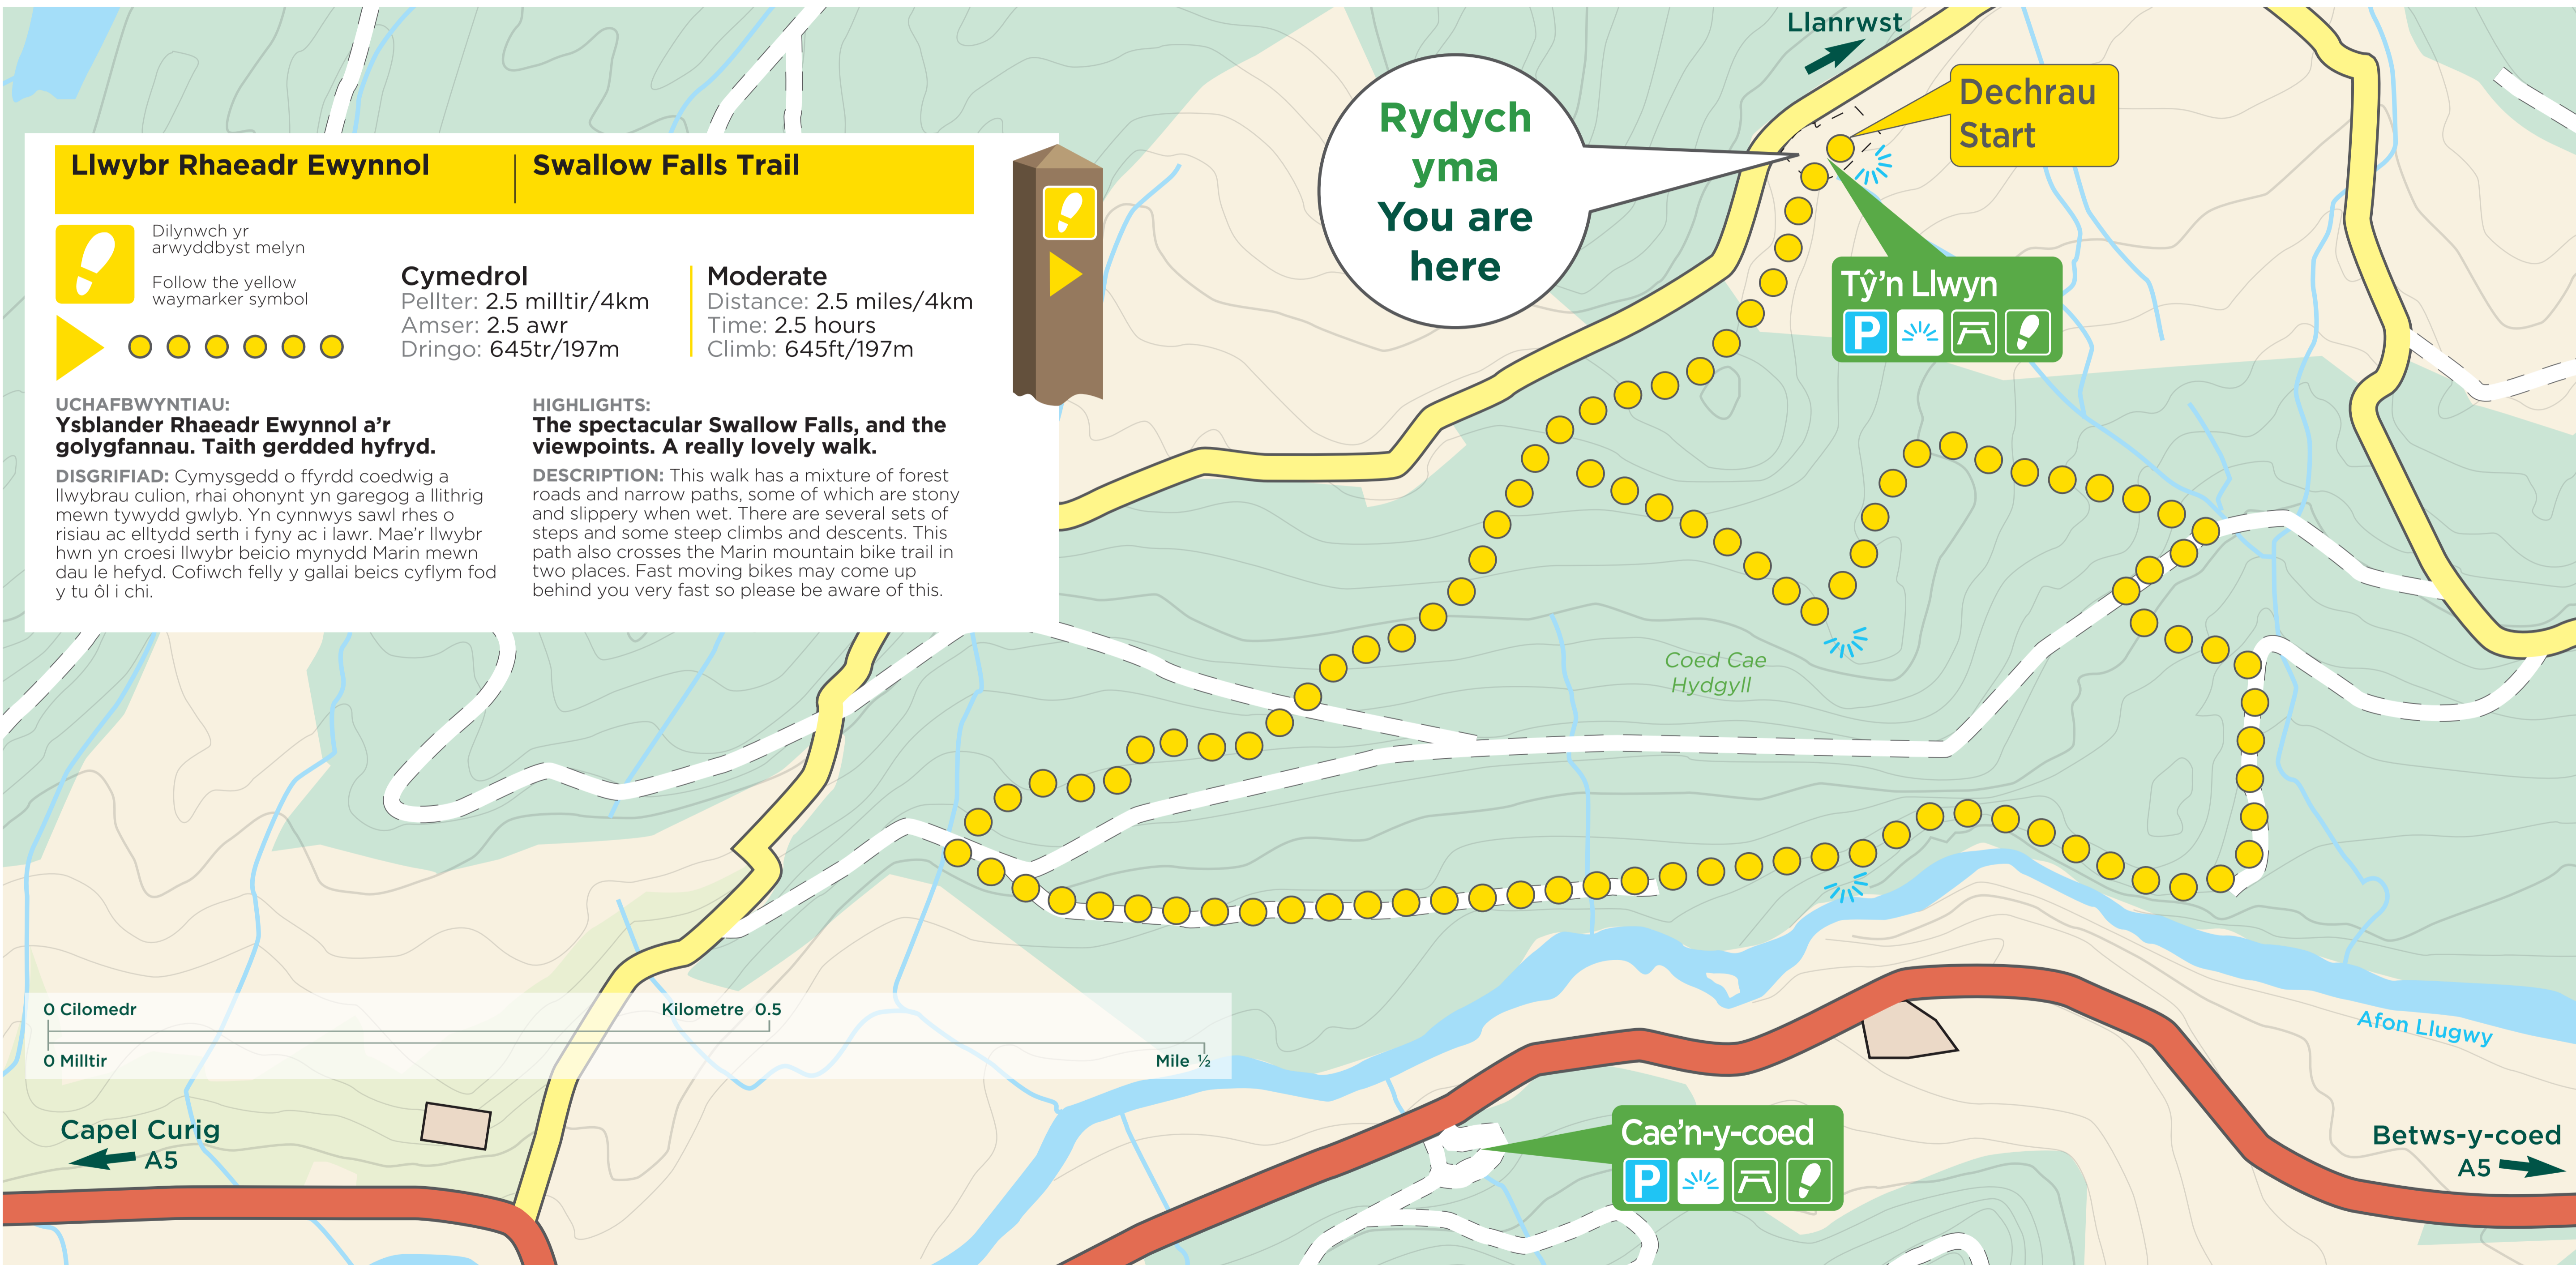 Llanrwst
Dechrau
Start
Rydych
yma
You are
here
Tŷ'n Llwyn
P
Llwybr Rhaeadr Ewynnol
Swallow Falls Trail
Dilynwch yr
arwyddbyst melyn
Follow the yellow
waymarker symbol
Cymedrol
Pellter: 2.5 milltir/4km
Amser: 2.5 awr
Dringo: 645tr/197m
Moderate
Distance: 2.5 miles/4km
Time: 2.5 hours
Climb: 645ft/197m
UCHAFBWYNTIAU:
Ysblander Rhaeadr Ewynnol a'r
golygfannau. Taith gerdded hyfryd.
DISGRIFIAD: Cymysgedd o ffyrdd coedwig a
llwybrau culion, rhai ohonynt yn garegog a llithrig
mewn tywydd gwlyb. Yn cynnwys sawl rhes o
risiau ac elltydd serth i fyny ac i lawr. Mae'r llwybr
hwn yn croesi llwybr beicio mynydd Marin mewn
dau le hefyd. Cofiwch felly y gallai beics cyflym fod
y tu ôl i chi.
HIGHLIGHTS:
The spectacular Swallow Falls, and the
viewpoints. A really lovely walk.
DESCRIPTION: This walk has a mixture of forest
roads and narrow paths, some of which are stony
and slippery when wet. There are several sets of
steps and some steep climbs and descents. This
path also crosses the Marin mountain bike trail in
two places. Fast moving bikes may come up
behind you very fast so please be aware of this.
Coed Cae
Hydgyll
0 Cilomedr
Kilometre 0.5
0 Milltir
Mile ½
Afon Llugwy
Capel Curig
A5
Cae'n-y-coed
P
Betws-y-coed
A5